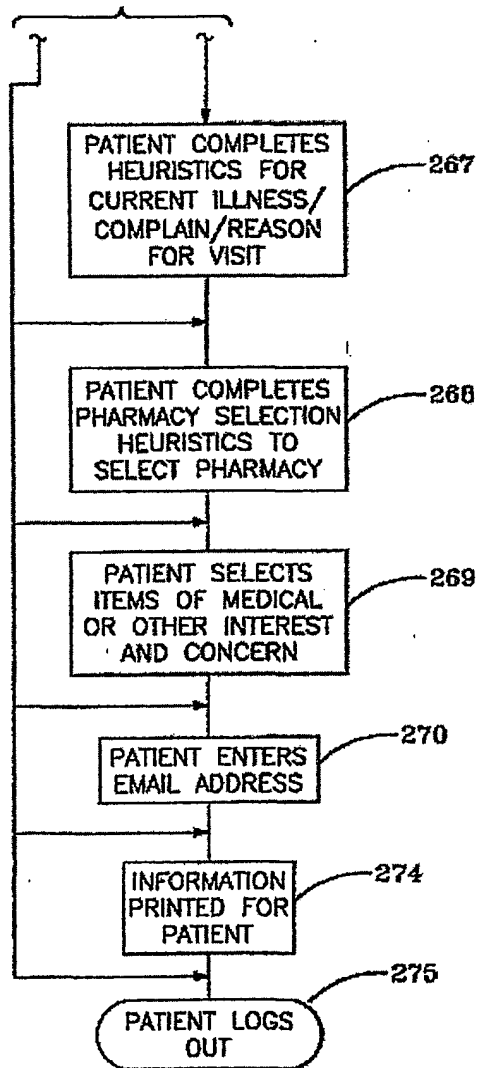 PATIENT COMPLETES
HEURISTICS FOR
CURRENT ILLNESS/
COMPLAIN/REASON
FOR VISIT
267
PATIENT COMPLETES
PHARMACY SELECTION
HEURISTICS TO
SELECT PHARMACY
268
PATIENT SELECTS
ITEMS OF MEDICAL
OR OTHER INTEREST
AND CONCERN
269
PATIENT ENTERS
EMAIL ADDRESS
270
INFORMATION
PRINTED FOR
PATIENT
274
PATIENT LOGS
OUT
275